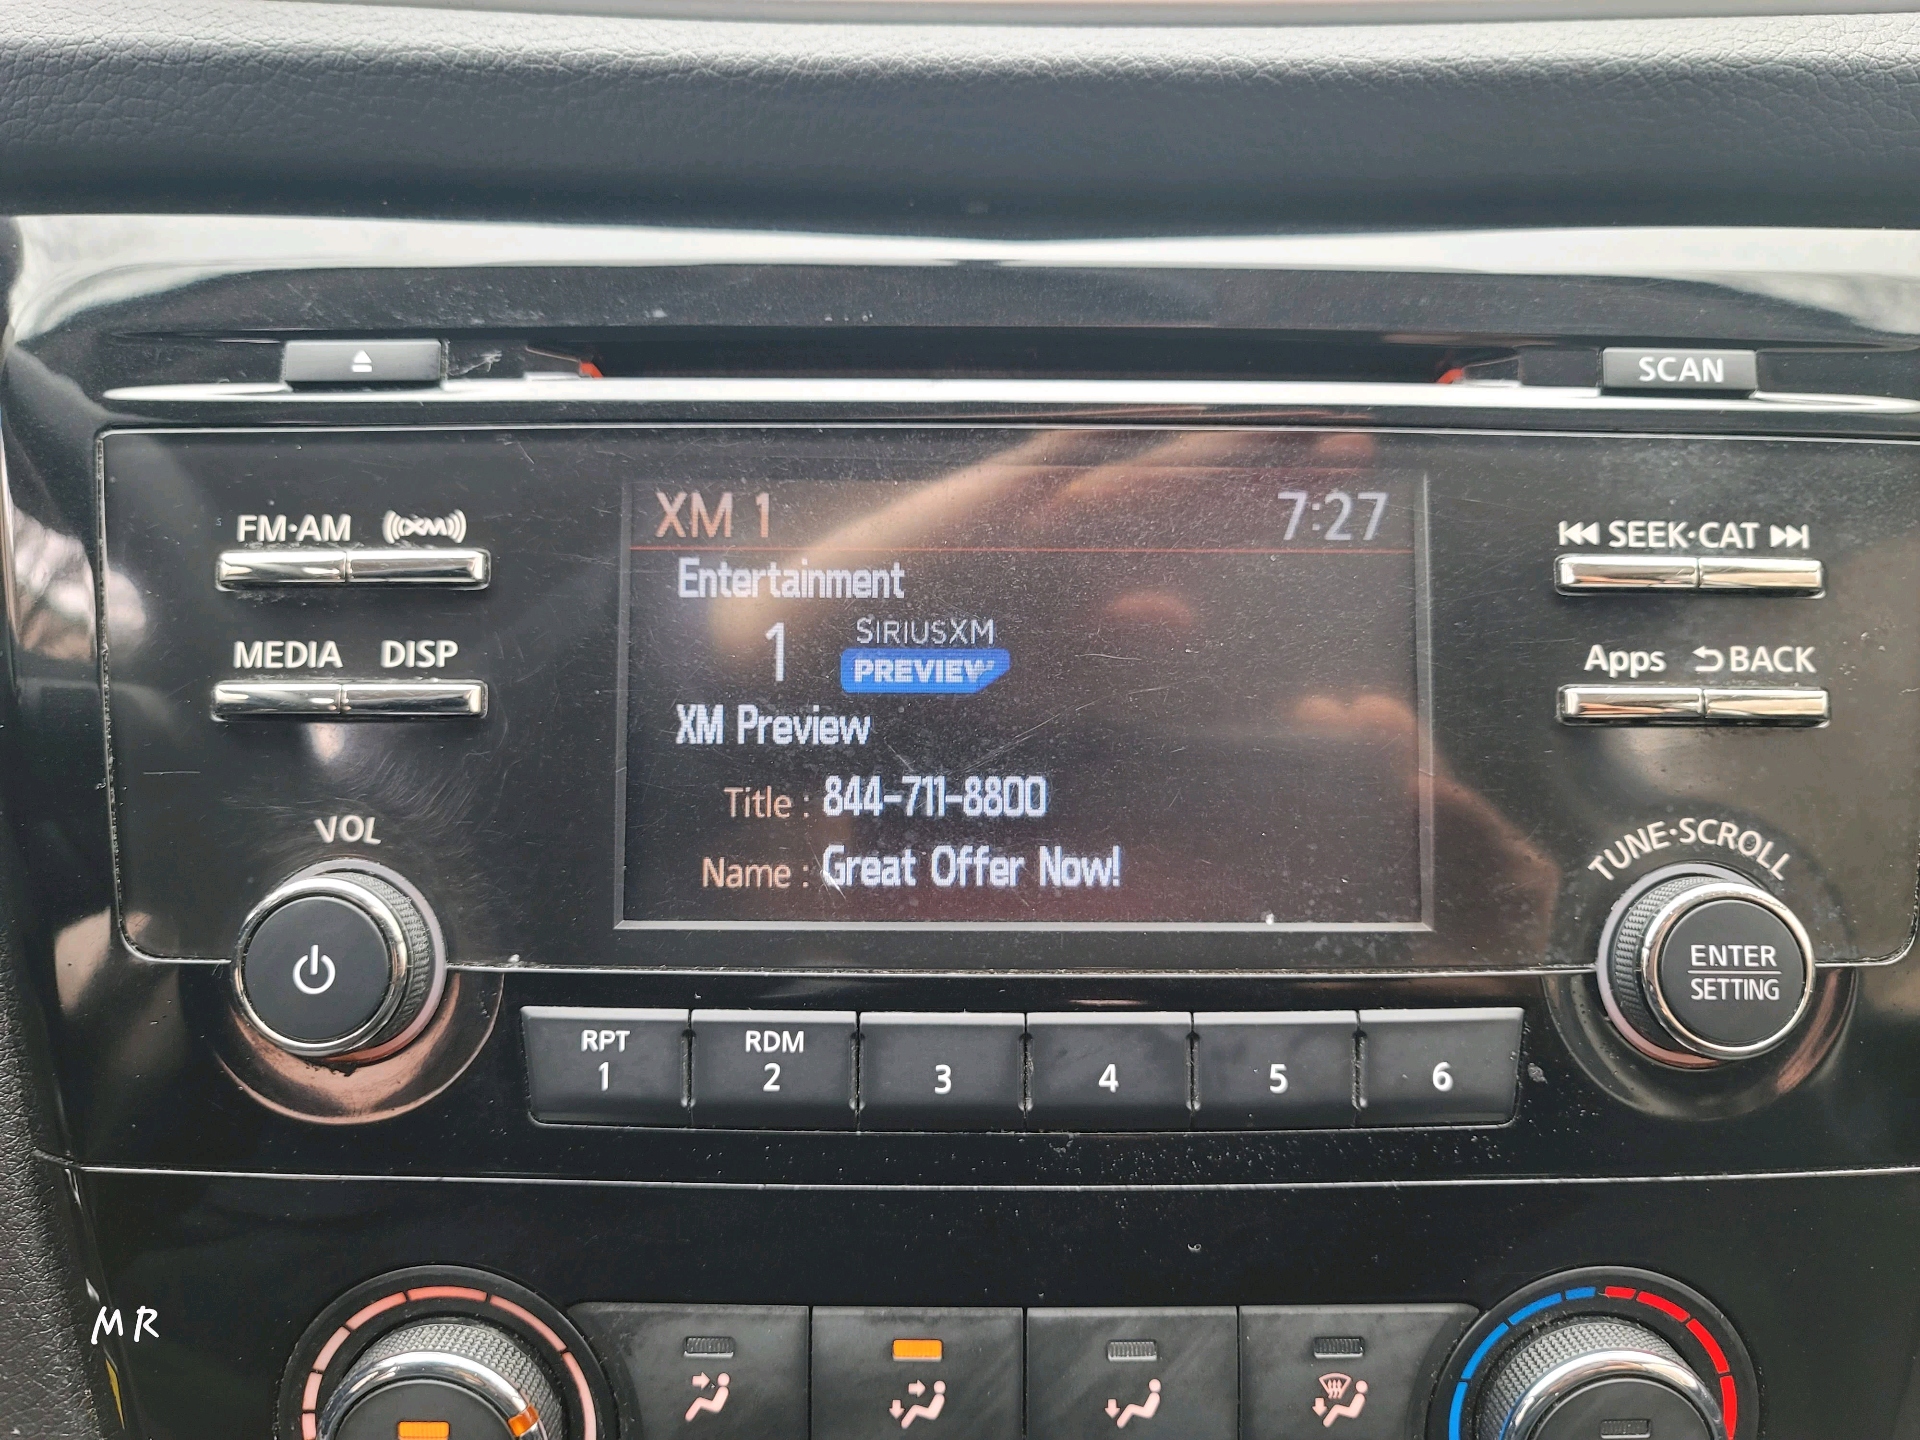 SCAN
FM·AM
((XM))
SEEK·CAT
MEDIA
DISP
Apps
BACK
VOL
TUNE·SCROLL
XM 1
7:27
Entertainment
1
SIRIUSXM
PREVIEW
XM Preview
Title : 844-711-8800
Name : Great Offer Now!
ENTER
SETTING
RPT
1
RDM
2
3
4
5
6
MR